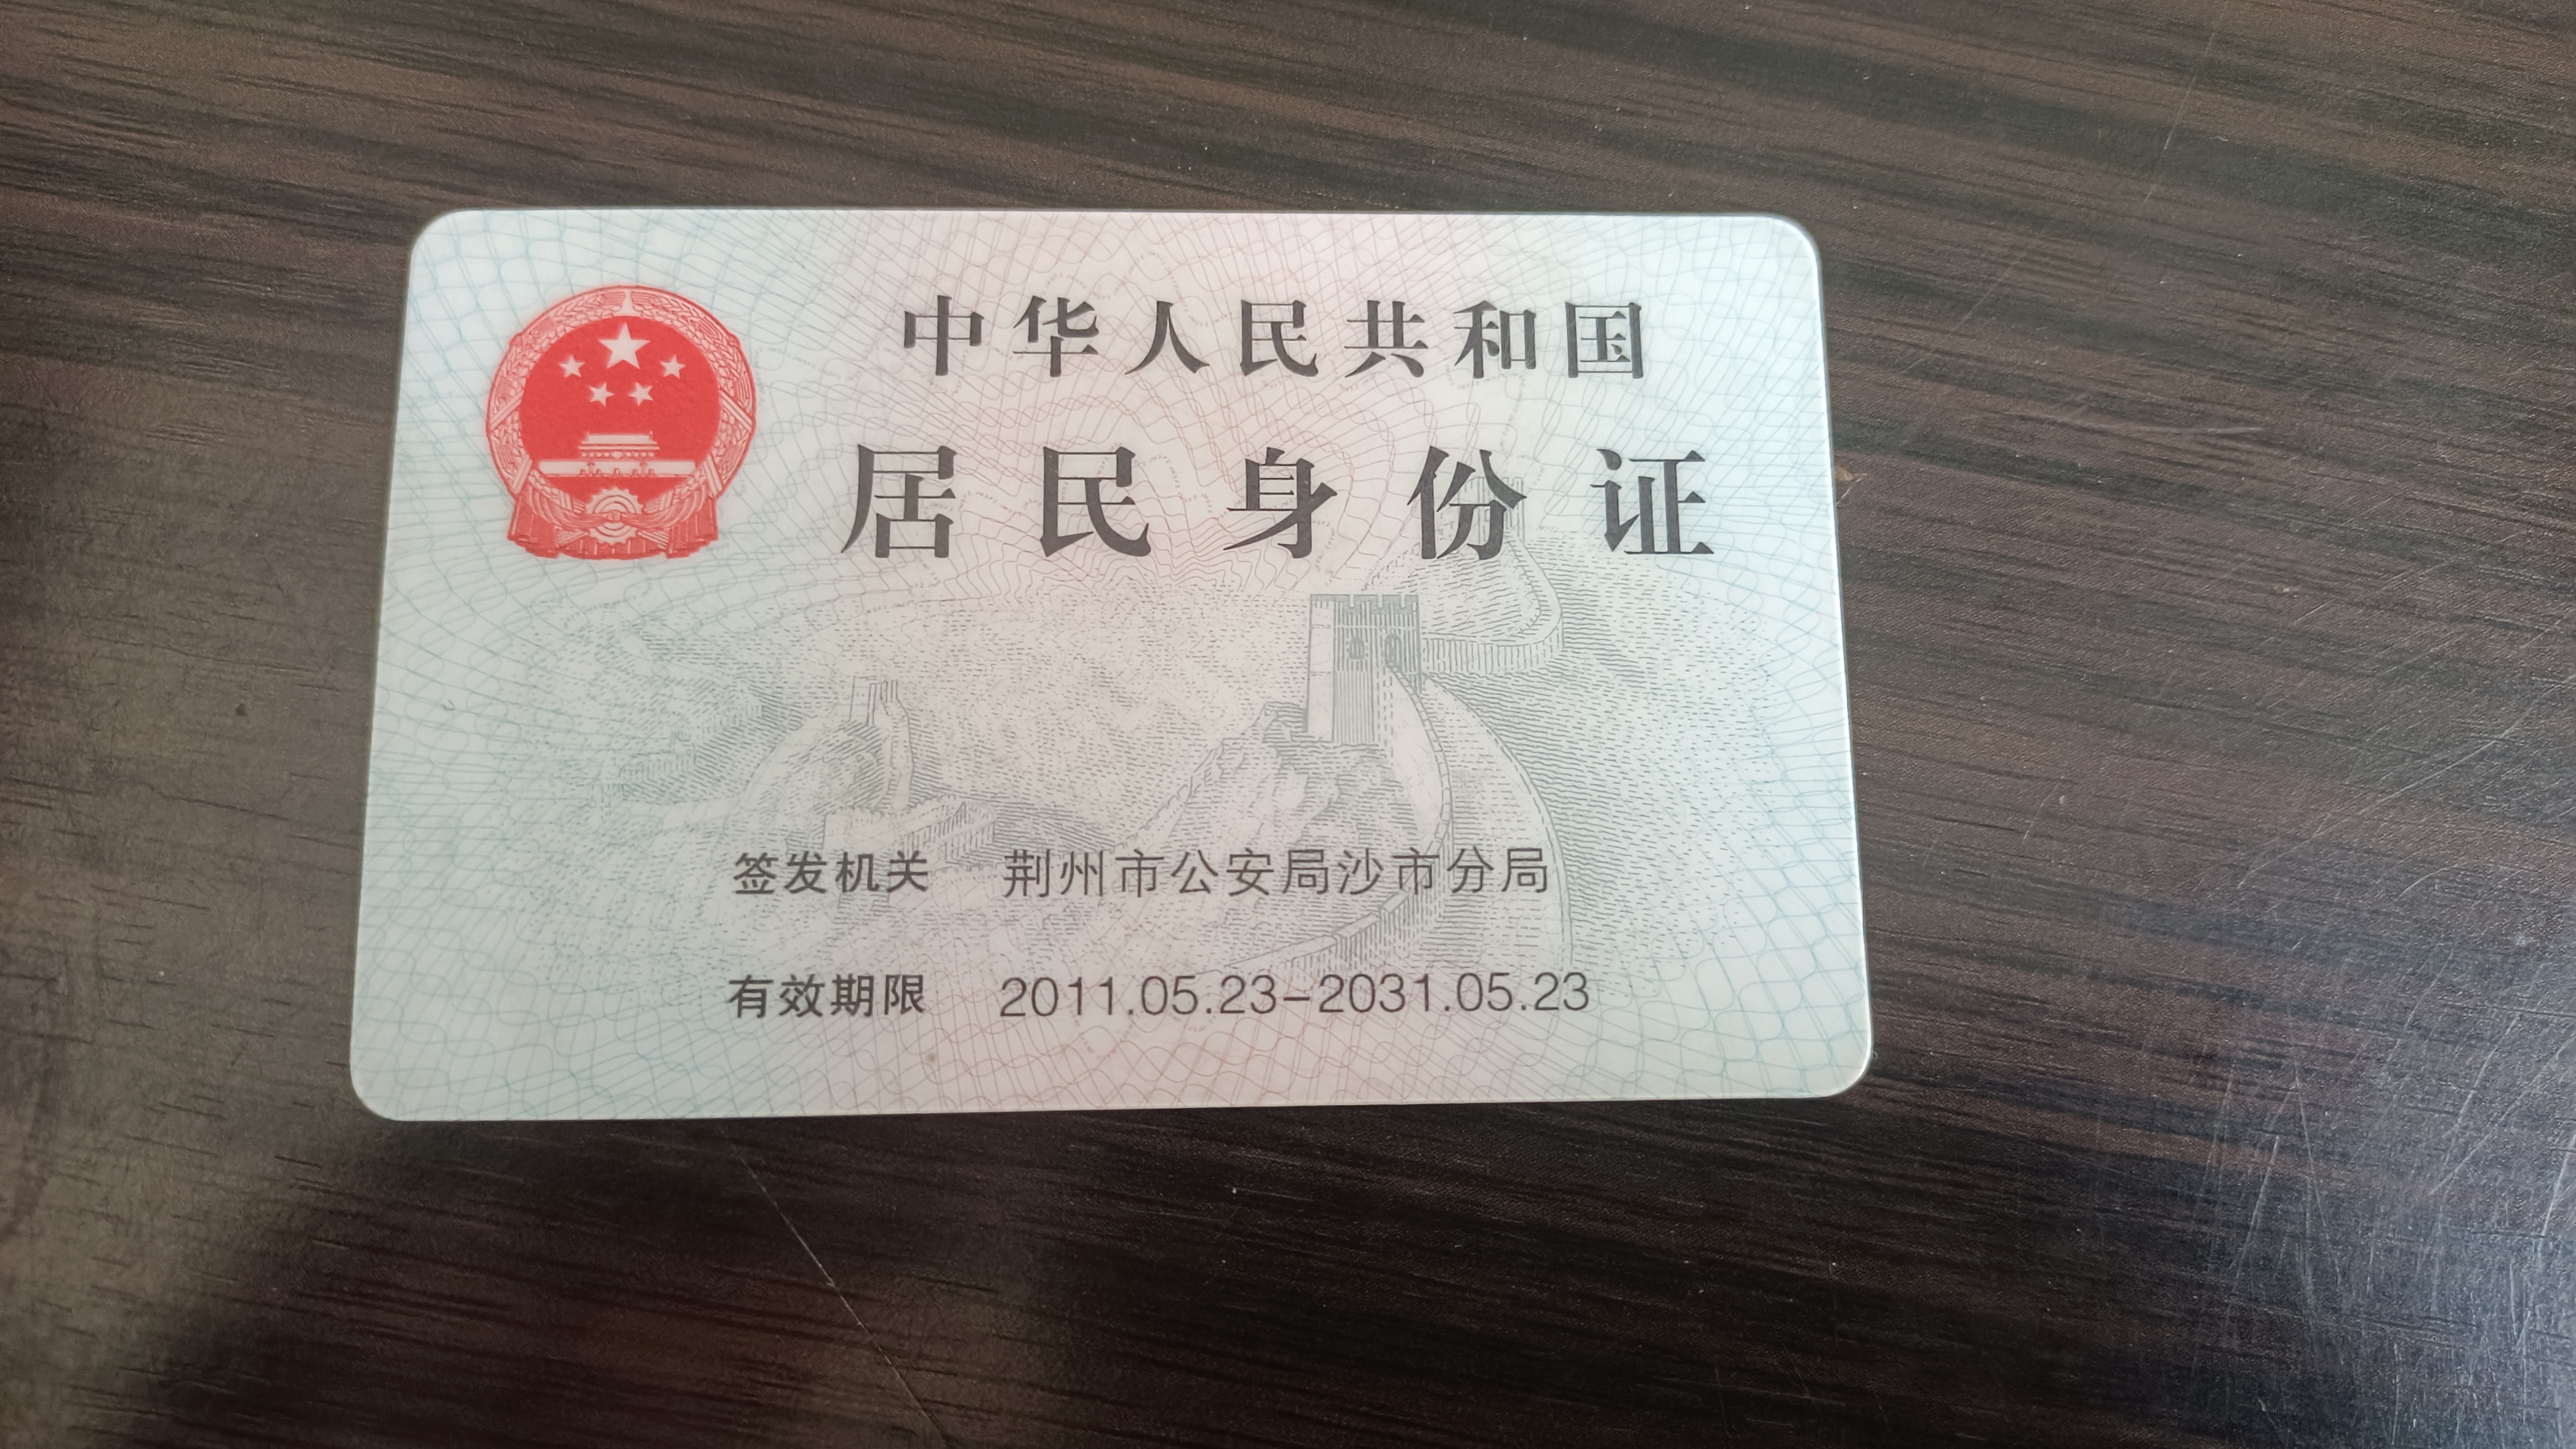 中华人民共和国
居民身份证
签发机关 荆州市公安局沙市分局
有效期限 2011.05.23-2031.05.23